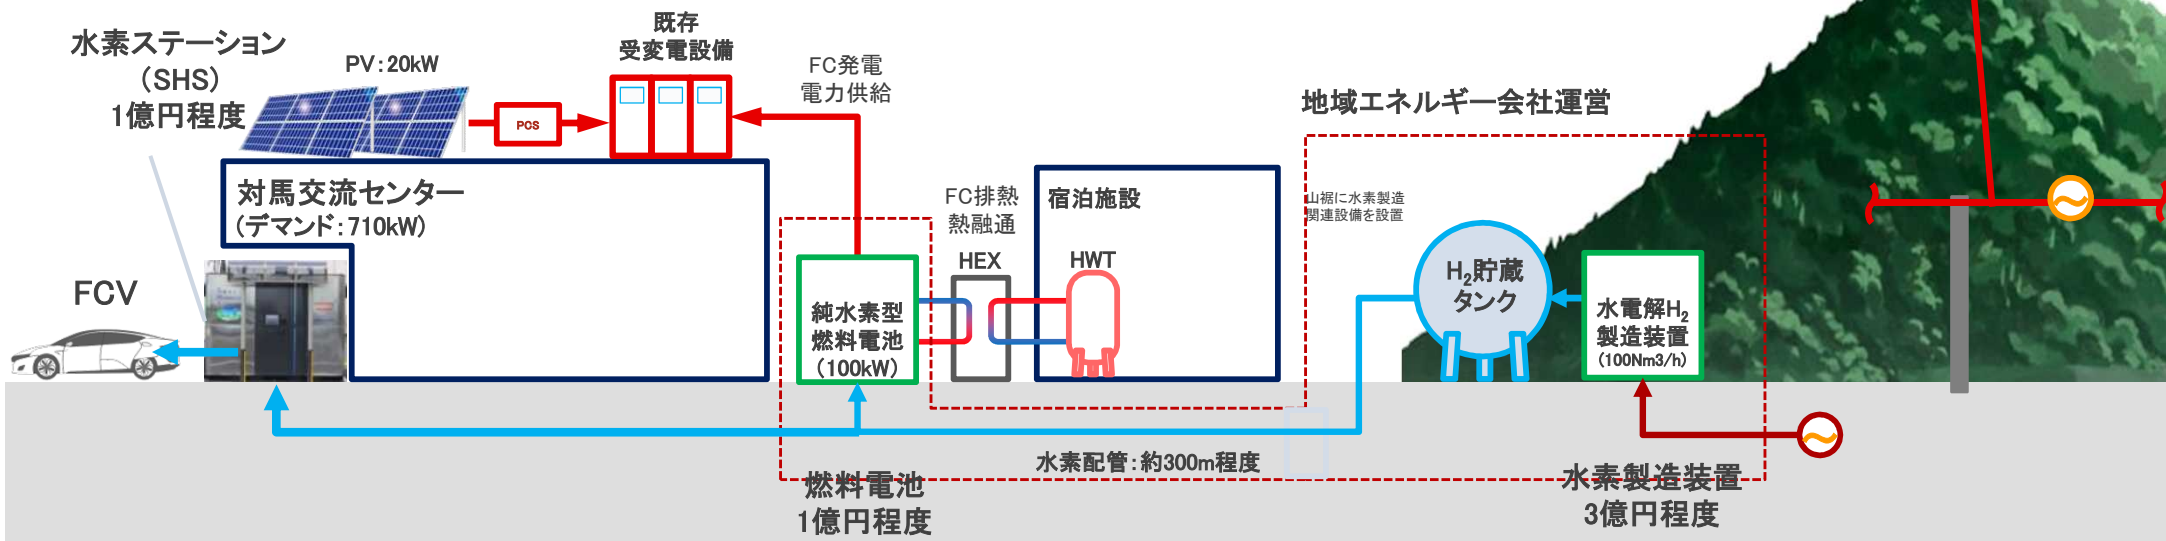 水素ステーション
（SHS）
1億円程度
PV：20kW
PCS
既存
受変電設備
FC発電
電力供給
対馬交流センター
（デマンド：710kW）
FCV
純水素型
燃料電池
（100kW）
FC排熱
熱融通
HEX
宿泊施設
HWT
地域エネルギー会社運営
山裾に水素製造
関連設備を設置
H₂貯蔵
タンク
水電解H₂
製造装置
（100Nm3/h）
水素配管：約300m程度
燃料電池
1億円程度
水素製造装置
3億円程度